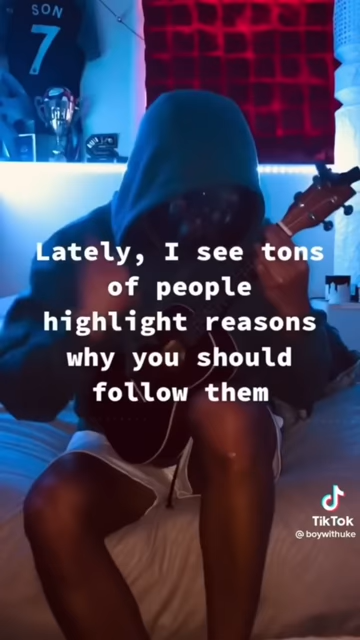 SON
7
Lately, I see tons
of people
highlight reasons
why you should
follow them
TikTok
@boywithuke